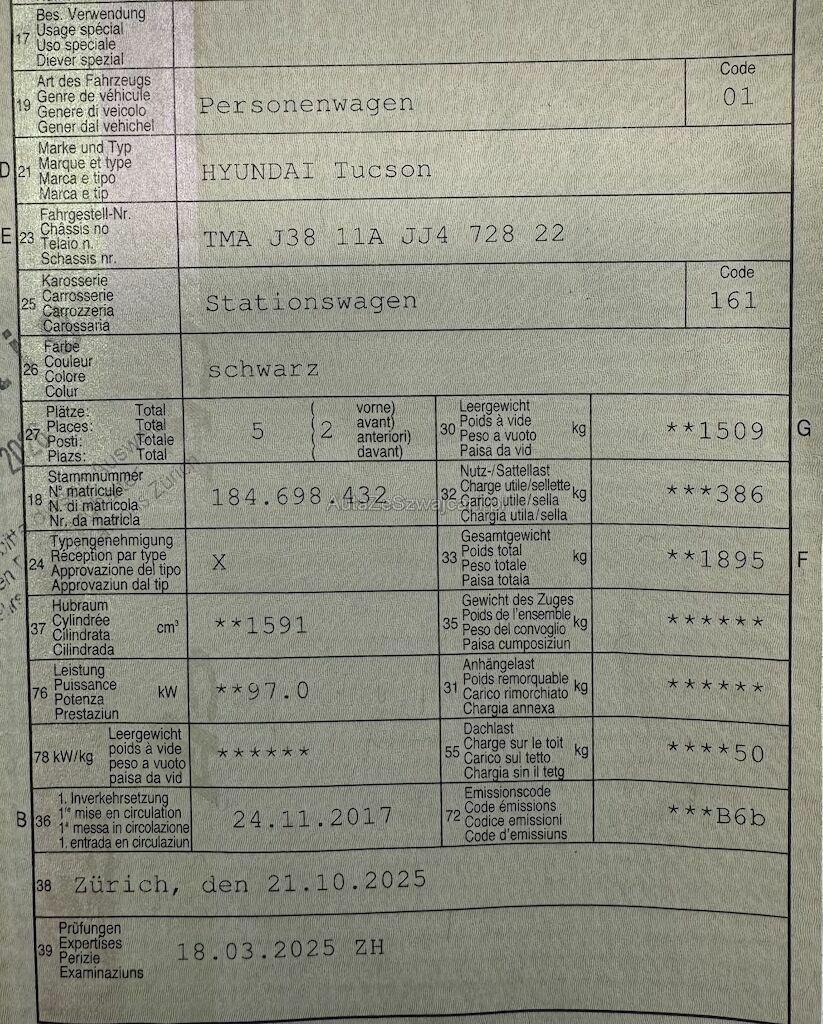 17 Bes. Verwendung
Usage spécial
Uso speciale
Diever spezial
19 Art des Fahrzeugs
Genre de véhicule
Genere di veicolo
Gener dal vehichel
Personenwagen
Code
01
D 21 Marke und Typ
Marque et type
Marca e tipo
Marca e tip
HYUNDAI Tucson
E 23 Fahrgestell-Nr.
Châssis no
Telaio n.
Schassis nr.
TMA J38 11A JJ4 728 22
25 Karosserie
Carrosserie
Carrozzeria
Carossaria
Stationswagen
Code
161
26 Farbe
Couleur
Colore
Colur
schwarz
27 Plätze: Total
Places: Total
Posti: Totale
Plazs: Total
5 ( 2 vorne)
( avant)
( anteriori)
( davant)
30 Leergewicht
Poids à vide
Peso a vuoto
Paisa da vid
kg
**1509 G
18 Stammnummer
N° matricule
N. di matricola
Nr. da matricla
184.698.432
32 Nutz-/Sattellast
Charge utile/sellette
Carico utile/sella
Chargia utila/sella
kg
***386
24 Typengenehmigung
Réception par type
Approvazione del tipo
Approvaziun dal tip
X
33 Gesamtgewicht
Poids total
Peso totale
Paisa totala
kg
**1895 F
37 Hubraum
Cylindrée
Cilindrata
Cilindrada
cm³
**1591
35 Gewicht des Zuges
Poids de l'ensemble
Peso del convoglio
Paisa cumposiziun
kg
******
76 Leistung
Puissance
Potenza
Prestaziun
kW
**97.0
31 Anhängelast
Poids remorquable
Carico rimorchiato
Chargia annexa
kg
******
78 kW/kg Leergewicht
poids à vide
peso a vuoto
paisa da vid
******
55 Dachlast
Charge sur le toit
Carico sul tetto
Chargia sin il tetg
kg
****50
B 36 1. Inverkehrsetzung
1re mise en circulation
1a messa in circolazione
1. entrada en circulaziun
24.11.2017
72 Emissionscode
Code émissions
Codice emissioni
Code d'emissiuns
***B6b
38 Zürich, den 21.10.2025
39 Prüfungen
Expertises
Perizie
Examinaziuns
18.03.2025 ZH